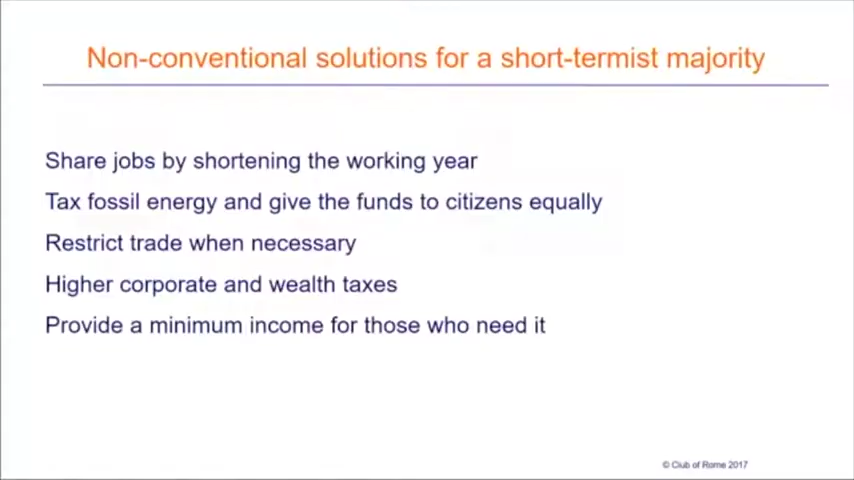 Non-conventional solutions for a short-termist majority
Share jobs by shortening the working year
Tax fossil energy and give the funds to citizens equally
Restrict trade when necessary
Higher corporate and wealth taxes
Provide a minimum income for those who need it
© Club of Rome 2017